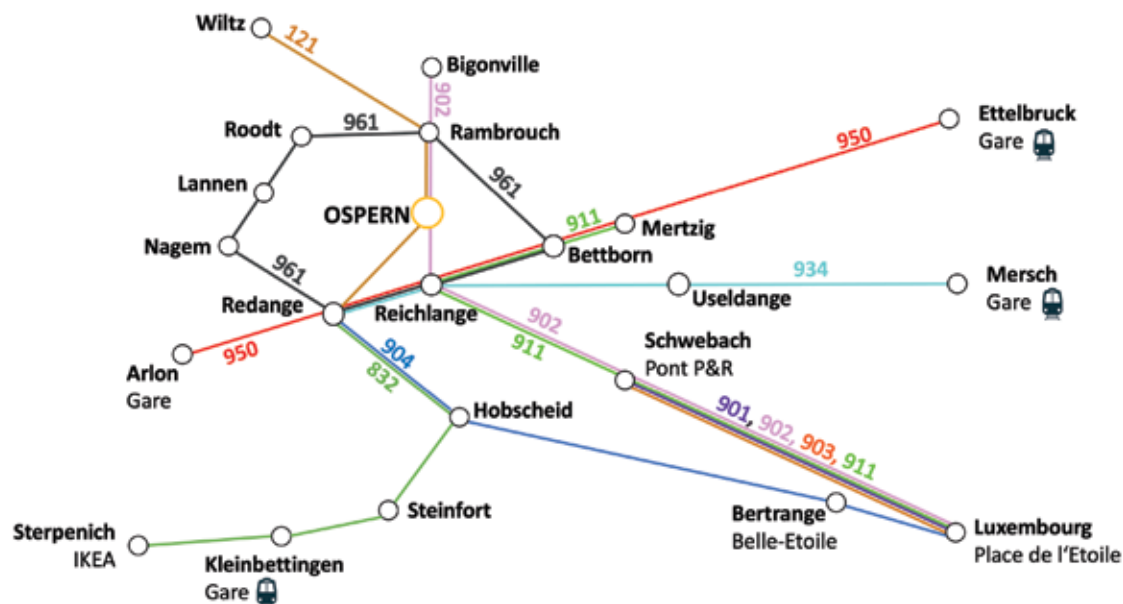 Wiltz
121
Bigonville
902
Roodt
961
Rambrouch
Ettelbruck
Gare
950
Lannen
961
OSPERN
911
Mertzig
Nagem
Bettborn
961
934
Mersch
Gare
Redange
Reichlange
Useldange
902
Schwebach
Pont P&R
911
950
904
832
Arlon
Gare
Hobscheid
901, 902, 903, 911
Steinfort
Bertrange
Belle-Etoile
Luxembourg
Place de l'Etoile
Sterpenich
IKEA
Kleinbettingen
Gare